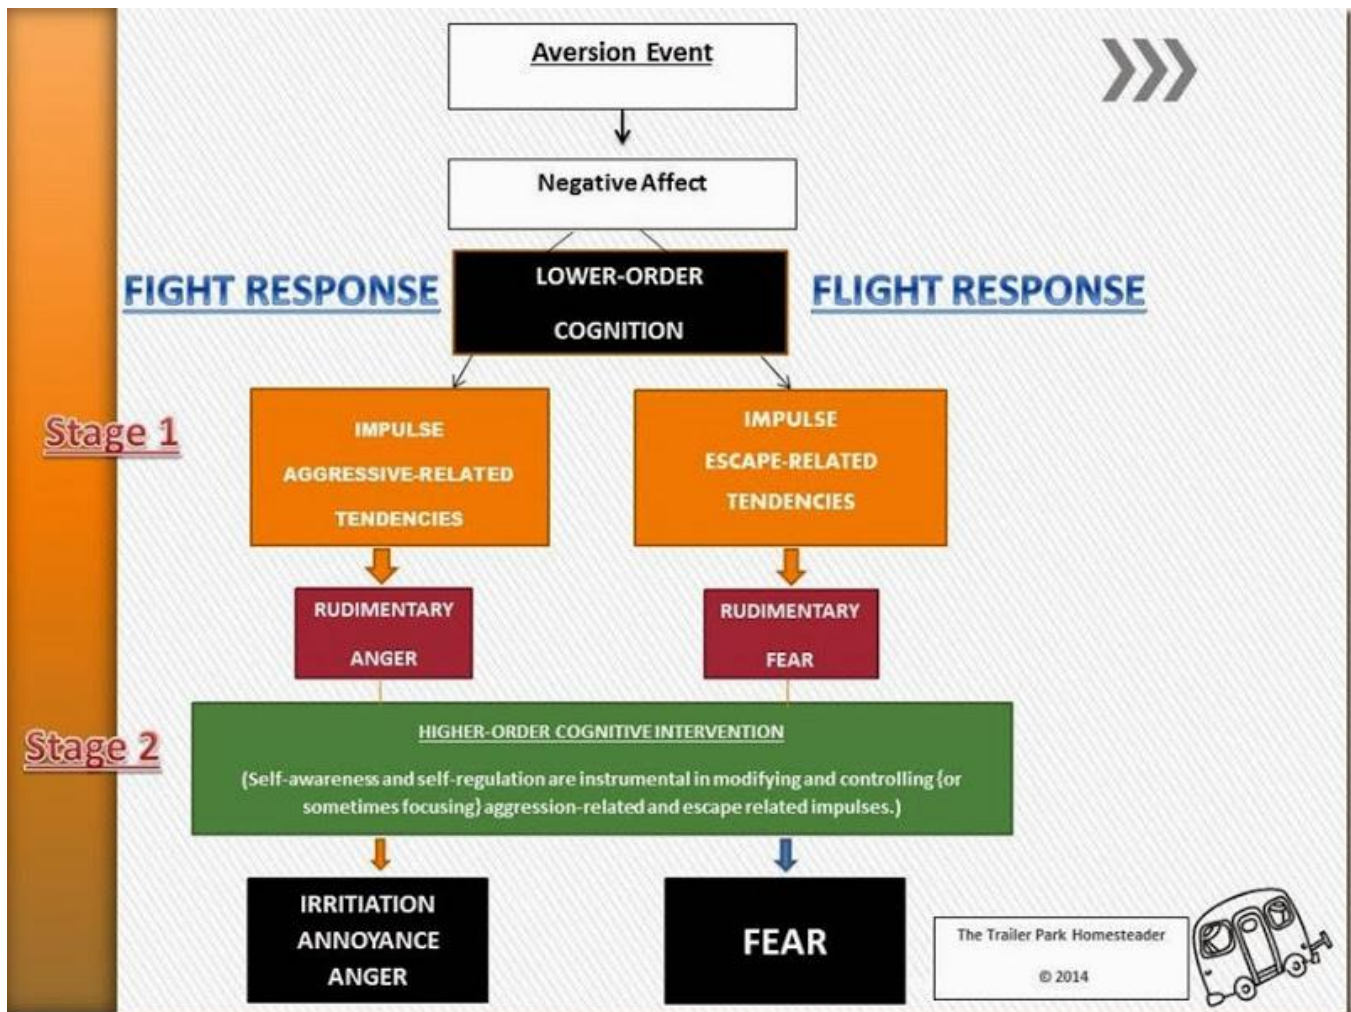 Aversion Event
Negative Affect
FIGHT RESPONSE
LOWER-ORDER
COGNITION
FLIGHT RESPONSE
Stage 1
IMPULSE
AGGRESSIVE-RELATED
TENDENCIES
IMPULSE
ESCAPE-RELATED
TENDENCIES
RUDIMENTARY
ANGER
RUDIMENTARY
FEAR
Stage 2
HIGHER-ORDER COGNITIVE INTERVENTION
(Self-awareness and self-regulation are instrumental in modifying and controlling {or
sometimes focusing} aggression-related and escape related impulses.)
IRRITIATION
ANNOYANCE
ANGER
FEAR
The Trailer Park Homesteader
© 2014